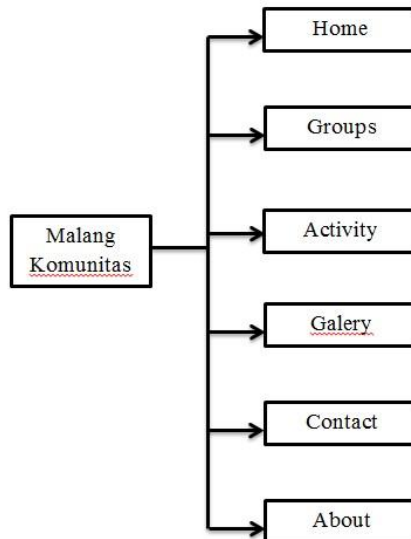 Home
Groups
Malang
Komunitas
Activity
Galery
Contact
About